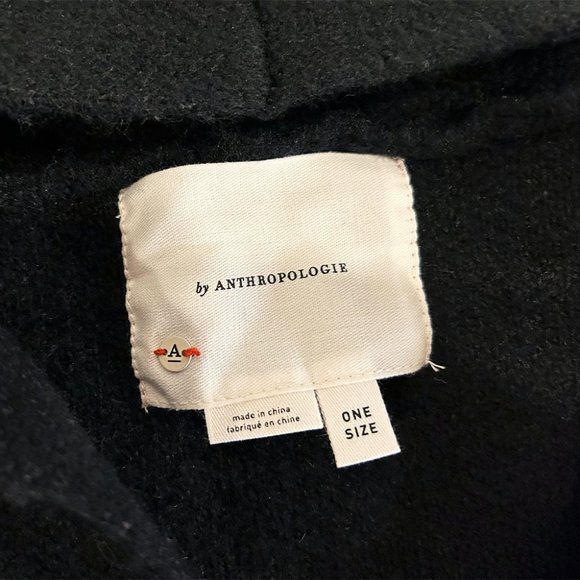 by ANTHROPOLOGIE
A
made in china
fabriqué en chine
ONE
SIZE